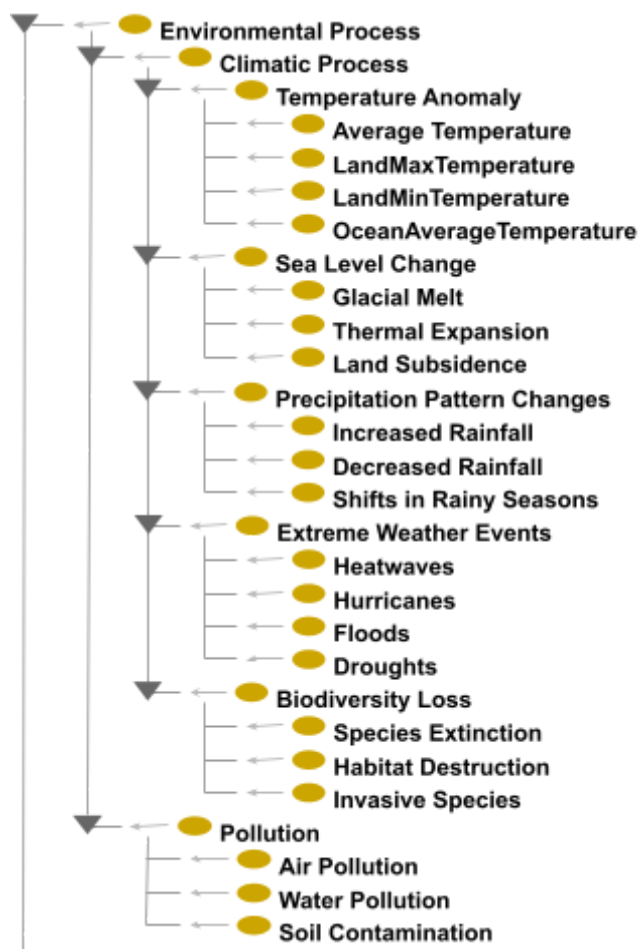 Environmental Process
Climatic Process
Temperature Anomaly
Average Temperature
LandMaxTemperature
LandMinTemperature
OceanAverageTemperature
Sea Level Change
Glacial Melt
Thermal Expansion
Land Subsidence
Precipitation Pattern Changes
Increased Rainfall
Decreased Rainfall
Shifts in Rainy Seasons
Extreme Weather Events
Heatwaves
Hurricanes
Floods
Droughts
Biodiversity Loss
Species Extinction
Habitat Destruction
Invasive Species
Pollution
Air Pollution
Water Pollution
Soil Contamination